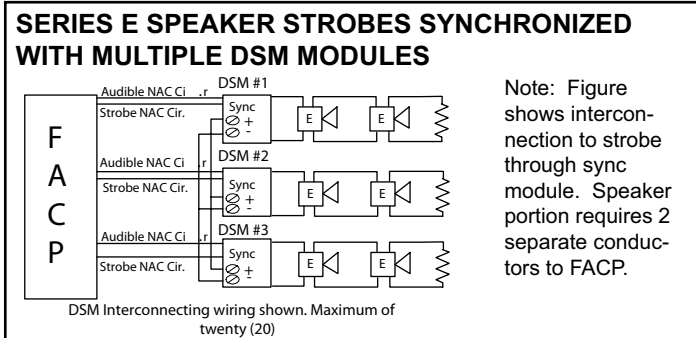 SERIES E SPEAKER STROBES SYNCHRONIZED
WITH MULTIPLE DSM MODULES
Audible NAC Ci .r
DSM #1
Strobe NAC Cir.
Sync
+
-
E
E
Audible NAC Ci .r
DSM #2
Strobe NAC Cir.
Sync
+
-
E
E
Audible NAC Ci .r
DSM #3
Strobe NAC Cir.
Sync
+
-
E
E
F
A
C
P
DSM Interconnecting wiring shown. Maximum of
twenty (20)
Note: Figure
shows intercon-
nection to strobe
through sync
module. Speaker
portion requires 2
separate conduc-
tors to FACP.